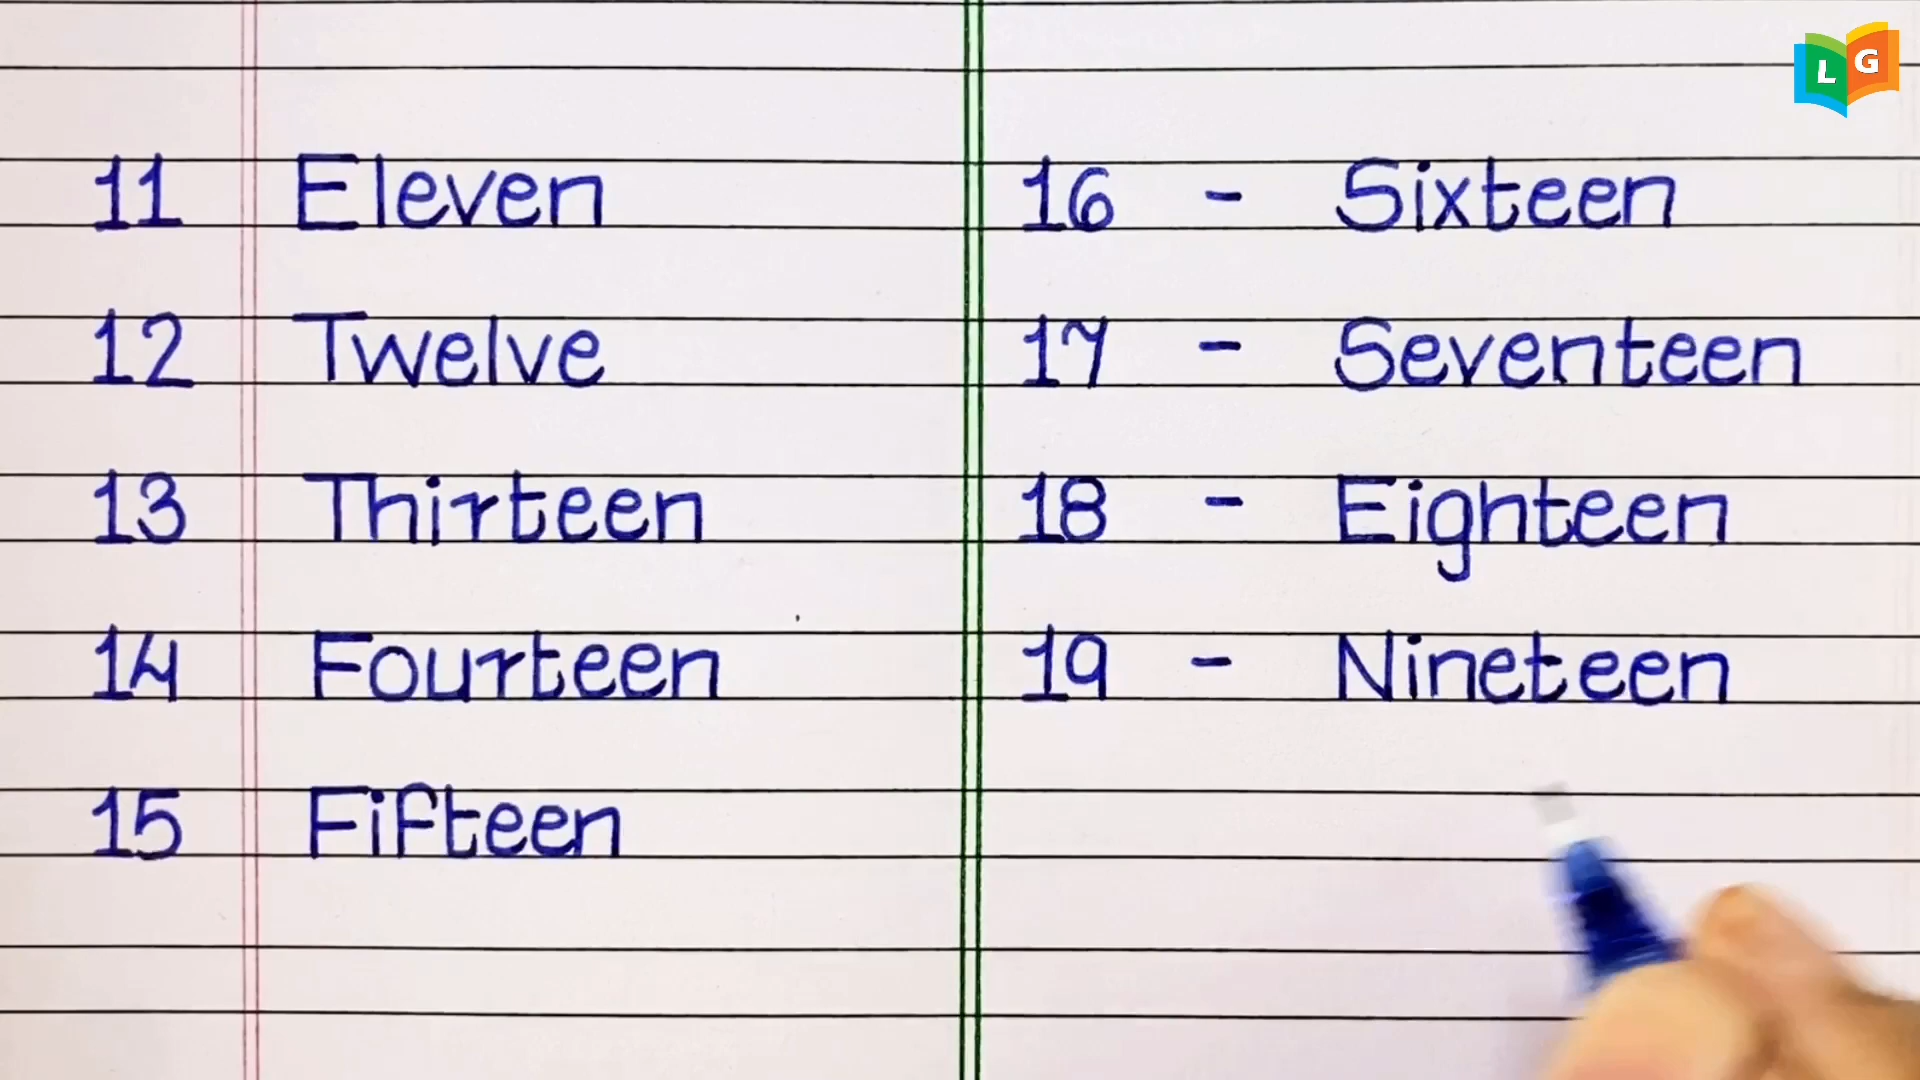 L G
11 Eleven
12 Twelve
13 Thirteen
14 Fourteen
15 Fifteen
16 - Sixteen
17 - Seventeen
18 - Eighteen
19 - Nineteen